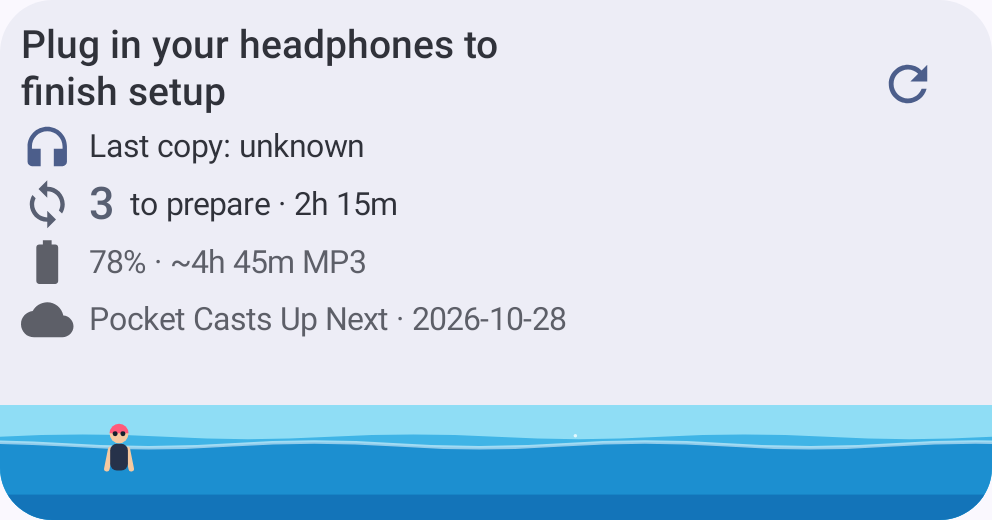 Plug in your headphones to
finish setup
Last copy: unknown
3 to prepare · 2h 15m
78% · ~4h 45m MP3
Pocket Casts Up Next · 2026-10-28